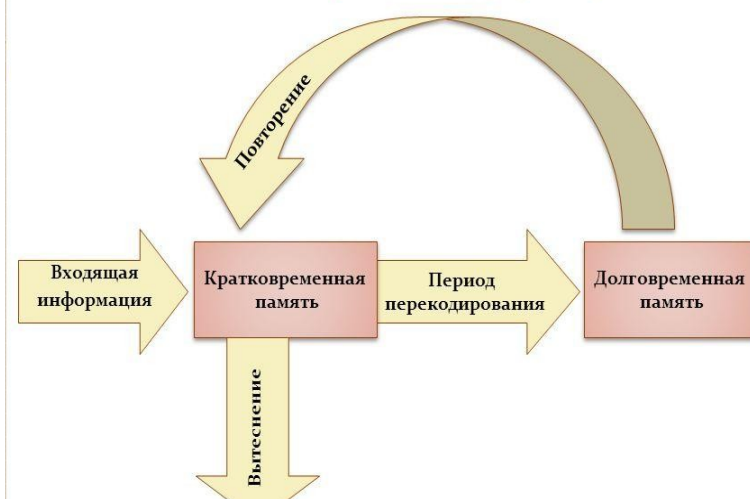 Повторение
Входящая
информация
Кратковременная
память
Период
перекодирования
Долговременная
память
Вытеснение